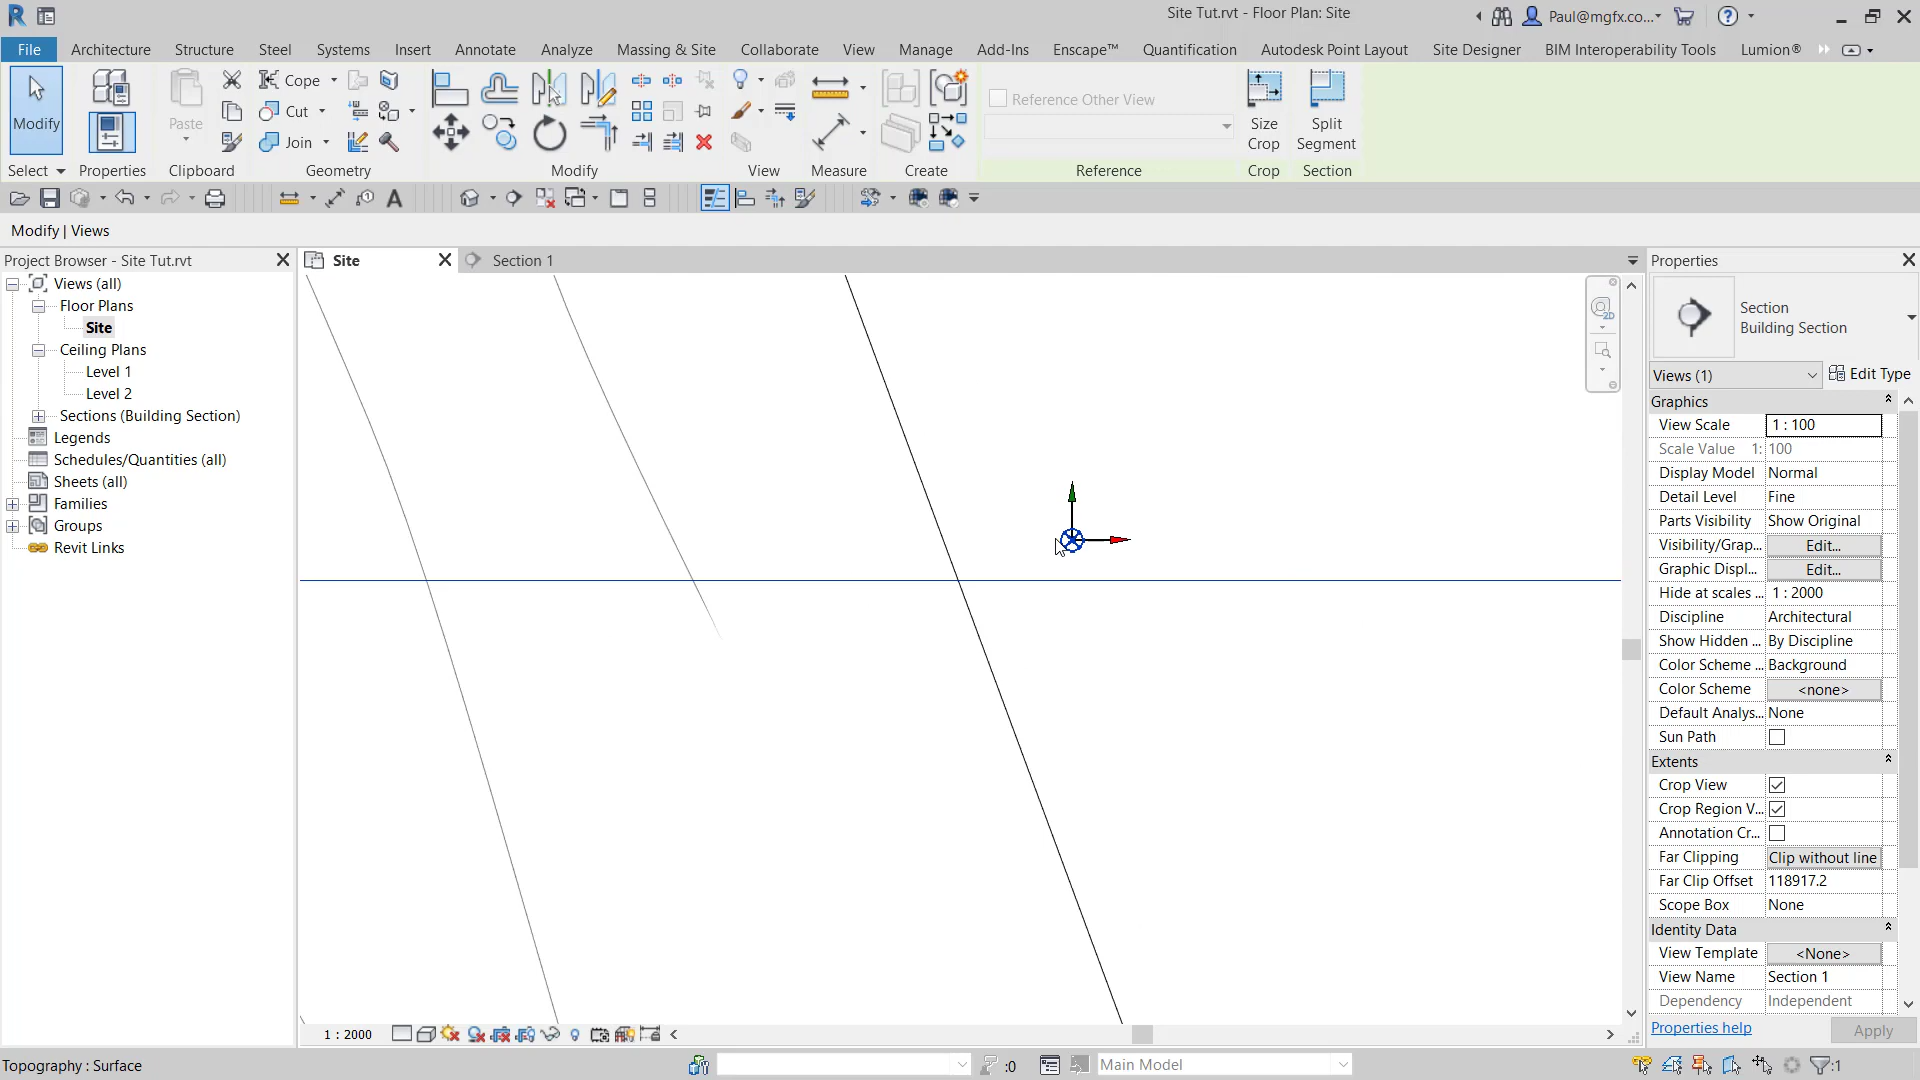 Site Tut.rvt - Floor Plan: Site
Paul@mgfx.co...
File Architecture Structure Steel Systems Insert Annotate Analyze Massing & Site Collaborate View Manage Add-Ins Enscape™ Quantification Autodesk Point Layout Site Designer BIM Interoperability Tools Lumion®
Modify
Paste
Cope
Cut
Join
Reference Other View
Size Crop
Split Segment
Select Properties Clipboard Geometry Modify View Measure Create Reference Crop Section
Modify | Views
Project Browser - Site Tut.rvt
Views (all)
Floor Plans
Site
Ceiling Plans
Level 1
Level 2
Sections (Building Section)
Legends
Schedules/Quantities (all)
Sheets (all)
Families
Groups
Revit Links
Site
Section 1
2D
Properties
Section
Building Section
Views (1)
Edit Type
Graphics
View Scale 1 : 100
Scale Value 1: 100
Display Model Normal
Detail Level Fine
Parts Visibility Show Original
Visibility/Grap... Edit...
Graphic Displ... Edit...
Hide at scales ... 1 : 2000
Discipline Architectural
Show Hidden ... By Discipline
Color Scheme ... Background
Color Scheme <none>
Default Analys... None
Sun Path
Extents
Crop View
Crop Region V...
Annotation Cr...
Far Clipping Clip without line
Far Clip Offset 118917.2
Scope Box None
Identity Data
View Template <None>
View Name Section 1
Dependency Independent
Properties help
Apply
1 : 2000
Topography : Surface
:0
Main Model
:1